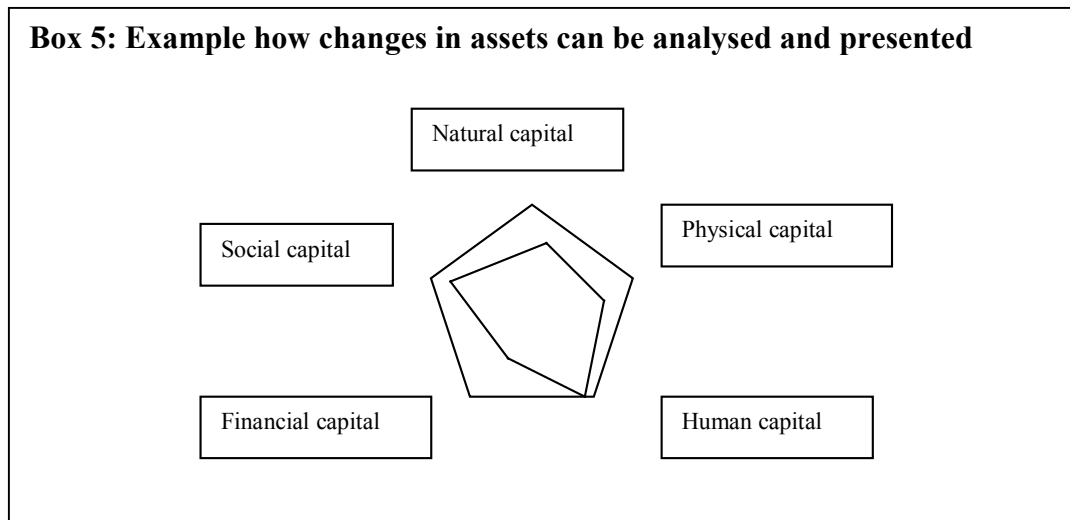 Box 5: Example how changes in assets can be analysed and presented
Natural capital
Social capital
Physical capital
Financial capital
Human capital